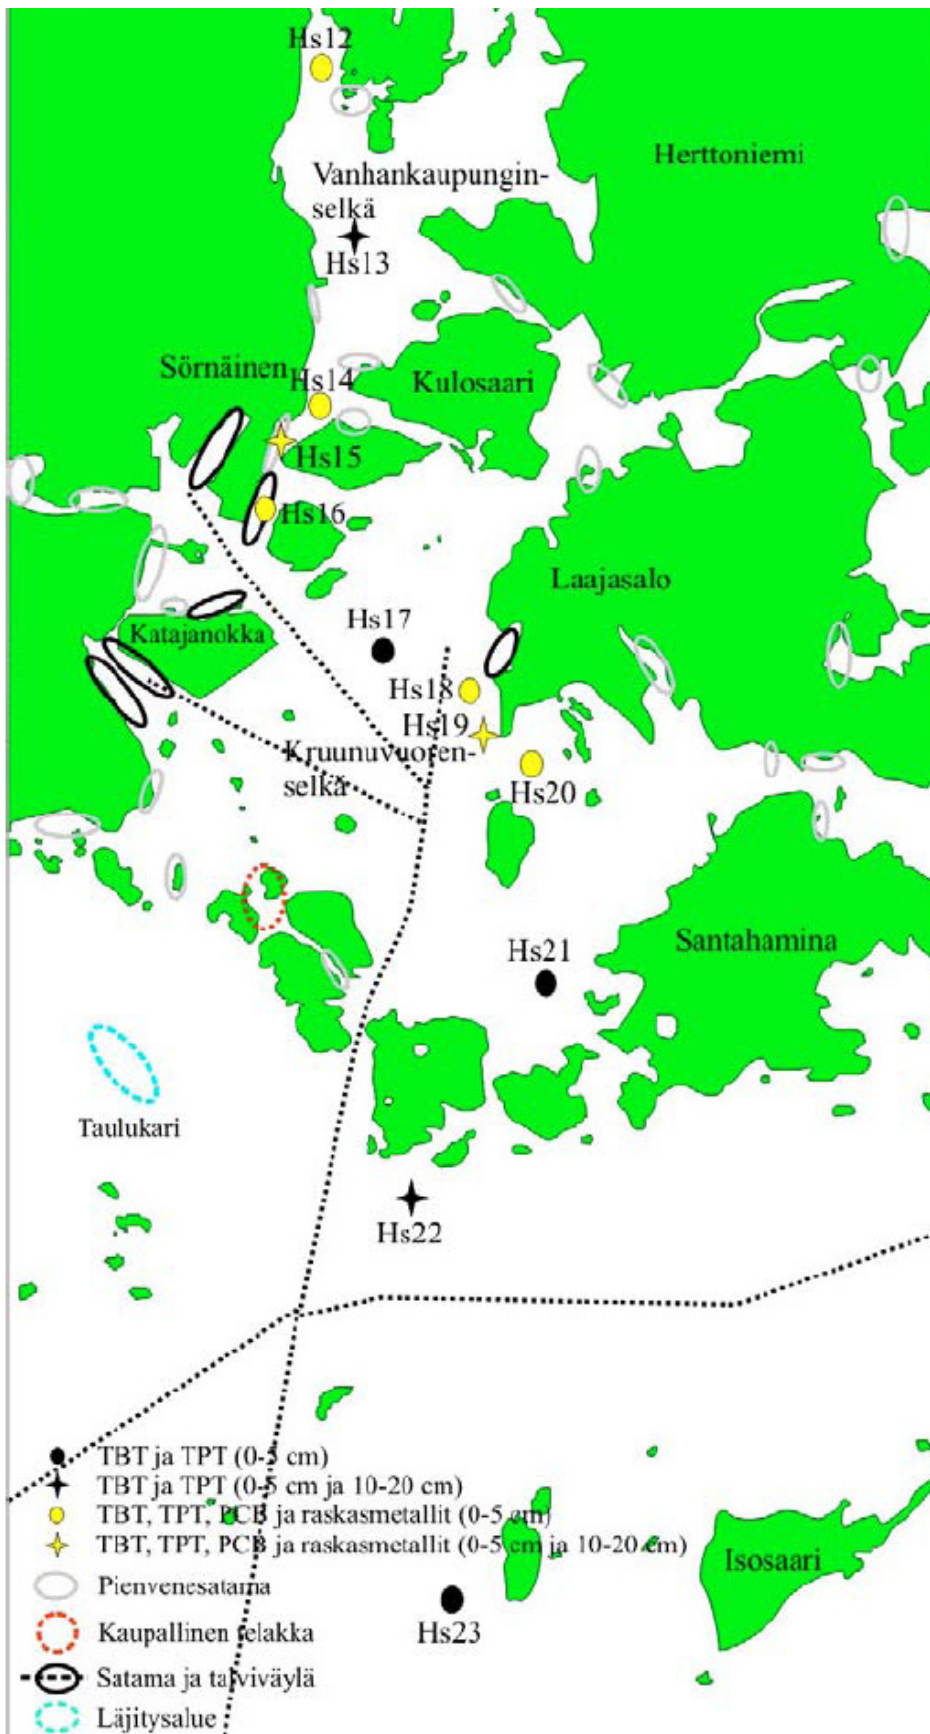 Hs12
Herttoniemi
Vanhankaupungin-
selkä
Hs13
Sörnäinen
Hs14
Kulosaari
Hs15
Hs16
Laajasalo
Katajanokka
Hs17
Hs18
Hs19
Kruunuvuoren-
selkä
Hs20
Santahamina
Hs21
Taulukari
Hs22
TBT ja TPT (0-5 cm)
TBT ja TPT (0-5 cm ja 10-20 cm)
TBT, TPT, PCB ja raskasmetallit (0-5 cm)
TBT, TPT, PCB ja raskasmetallit (0-5 cm ja 10-20 cm)
Isosaari
Pienvenesatama
Kaupallinen telakka
Hs23
Satama ja talviväylä
Läjitysalue